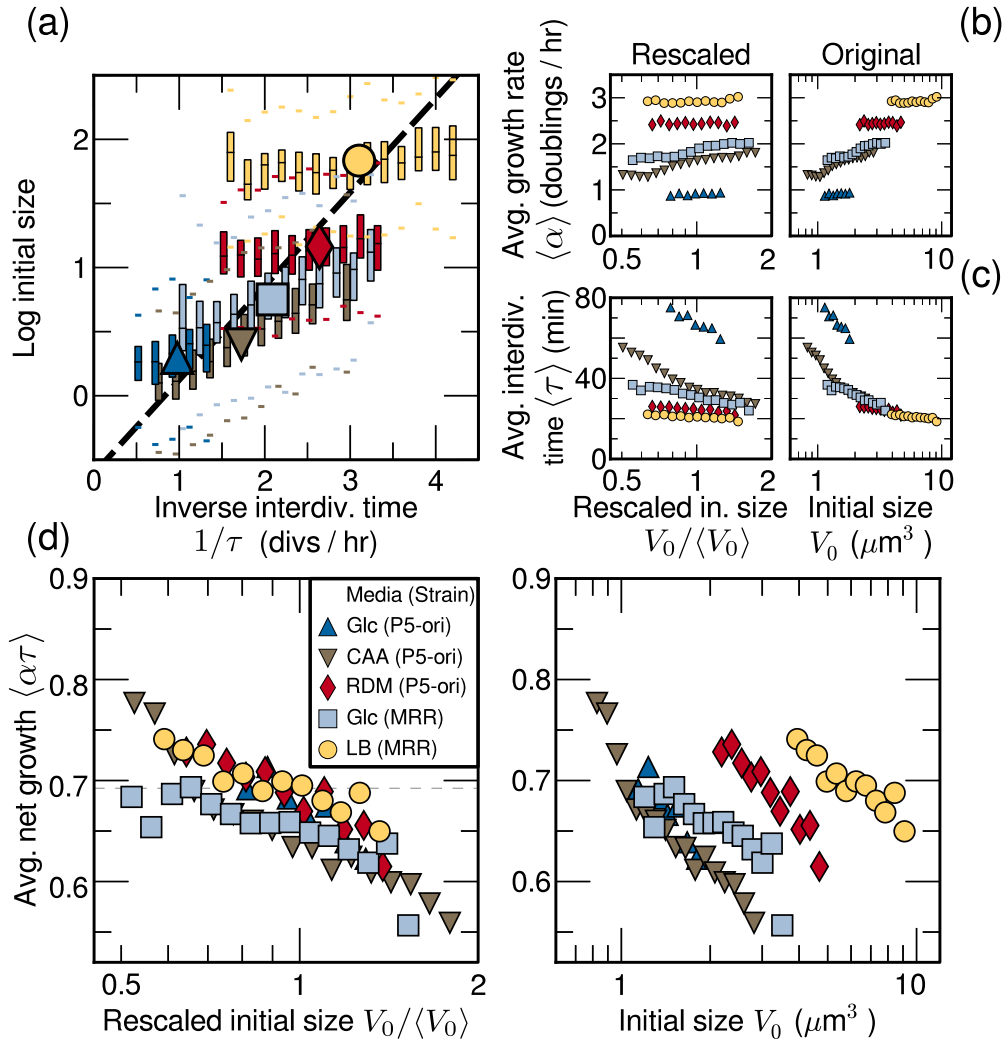 (a)
(b)
Rescaled
Original
Log initial size
2
1
0
0
1
2
3
4
Inverse interdiv. time
1/τ (divs / hr)
Avg. growth rate
⟨α⟩ (doublings / hr)
3
2
1
0
0.5
1
2
1
10
(c)
Avg. interdiv.
time ⟨τ⟩ (min)
80
40
0
0.5
1
2
1
10
Rescaled in. size
V₀/⟨V₀⟩
Initial size
V₀ (μm³)
(d)
Avg. net growth ⟨ατ⟩
0.9
0.8
0.7
0.6
0.5
1
2
Rescaled initial size V₀/⟨V₀⟩
Media (Strain)
Glc (P5-ori)
CAA (P5-ori)
RDM (P5-ori)
Glc (MRR)
LB (MRR)
0.9
0.8
0.7
0.6
1
10
Initial size V₀ (μm³)